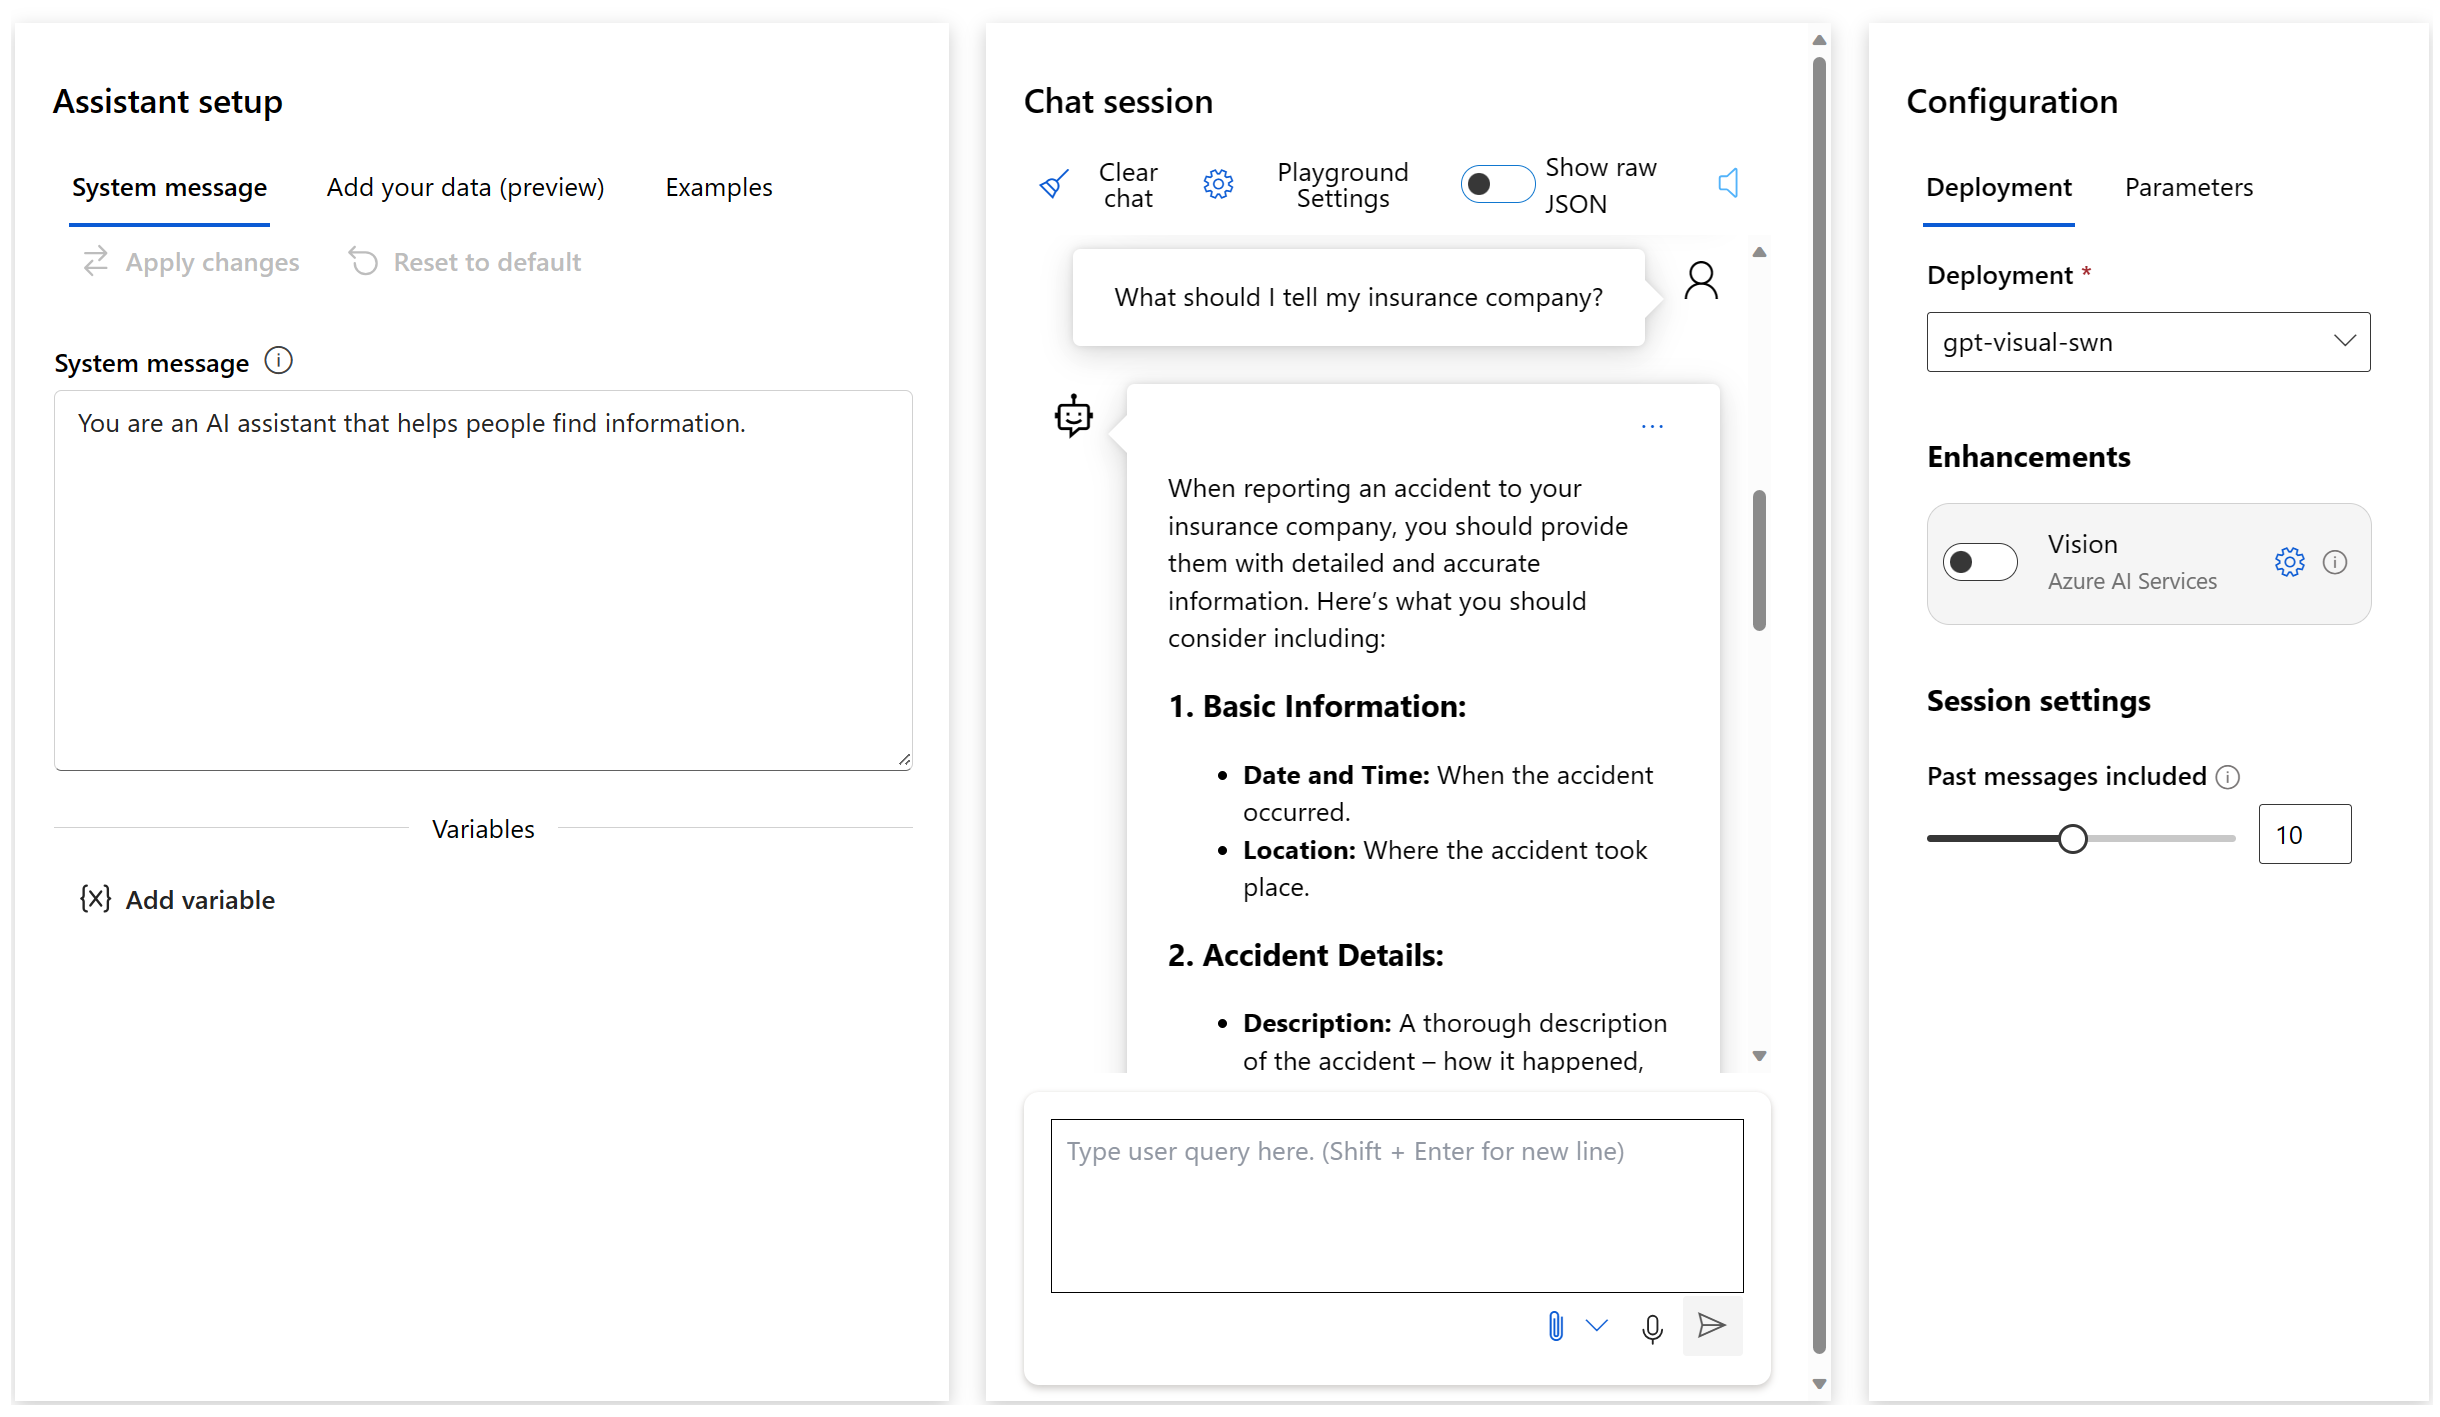 Assistant setup
System message
Add your data (preview)
Examples
Apply changes
Reset to default
System message
You are an AI assistant that helps people find information.
Variables
{x} Add variable
Chat session
Clear
chat
Playground
Settings
Show raw
JSON
What should I tell my insurance company?
...
When reporting an accident to your
insurance company, you should provide
them with detailed and accurate
information. Here’s what you should
consider including:
1. Basic Information:
• Date and Time: When the accident
occurred.
• Location: Where the accident took
place.
2. Accident Details:
• Description: A thorough description
of the accident – how it happened,
Type user query here. (Shift + Enter for new line)
Configuration
Deployment
Parameters
Deployment *
gpt-visual-swn
Enhancements
Vision
Azure AI Services
Session settings
Past messages included
10